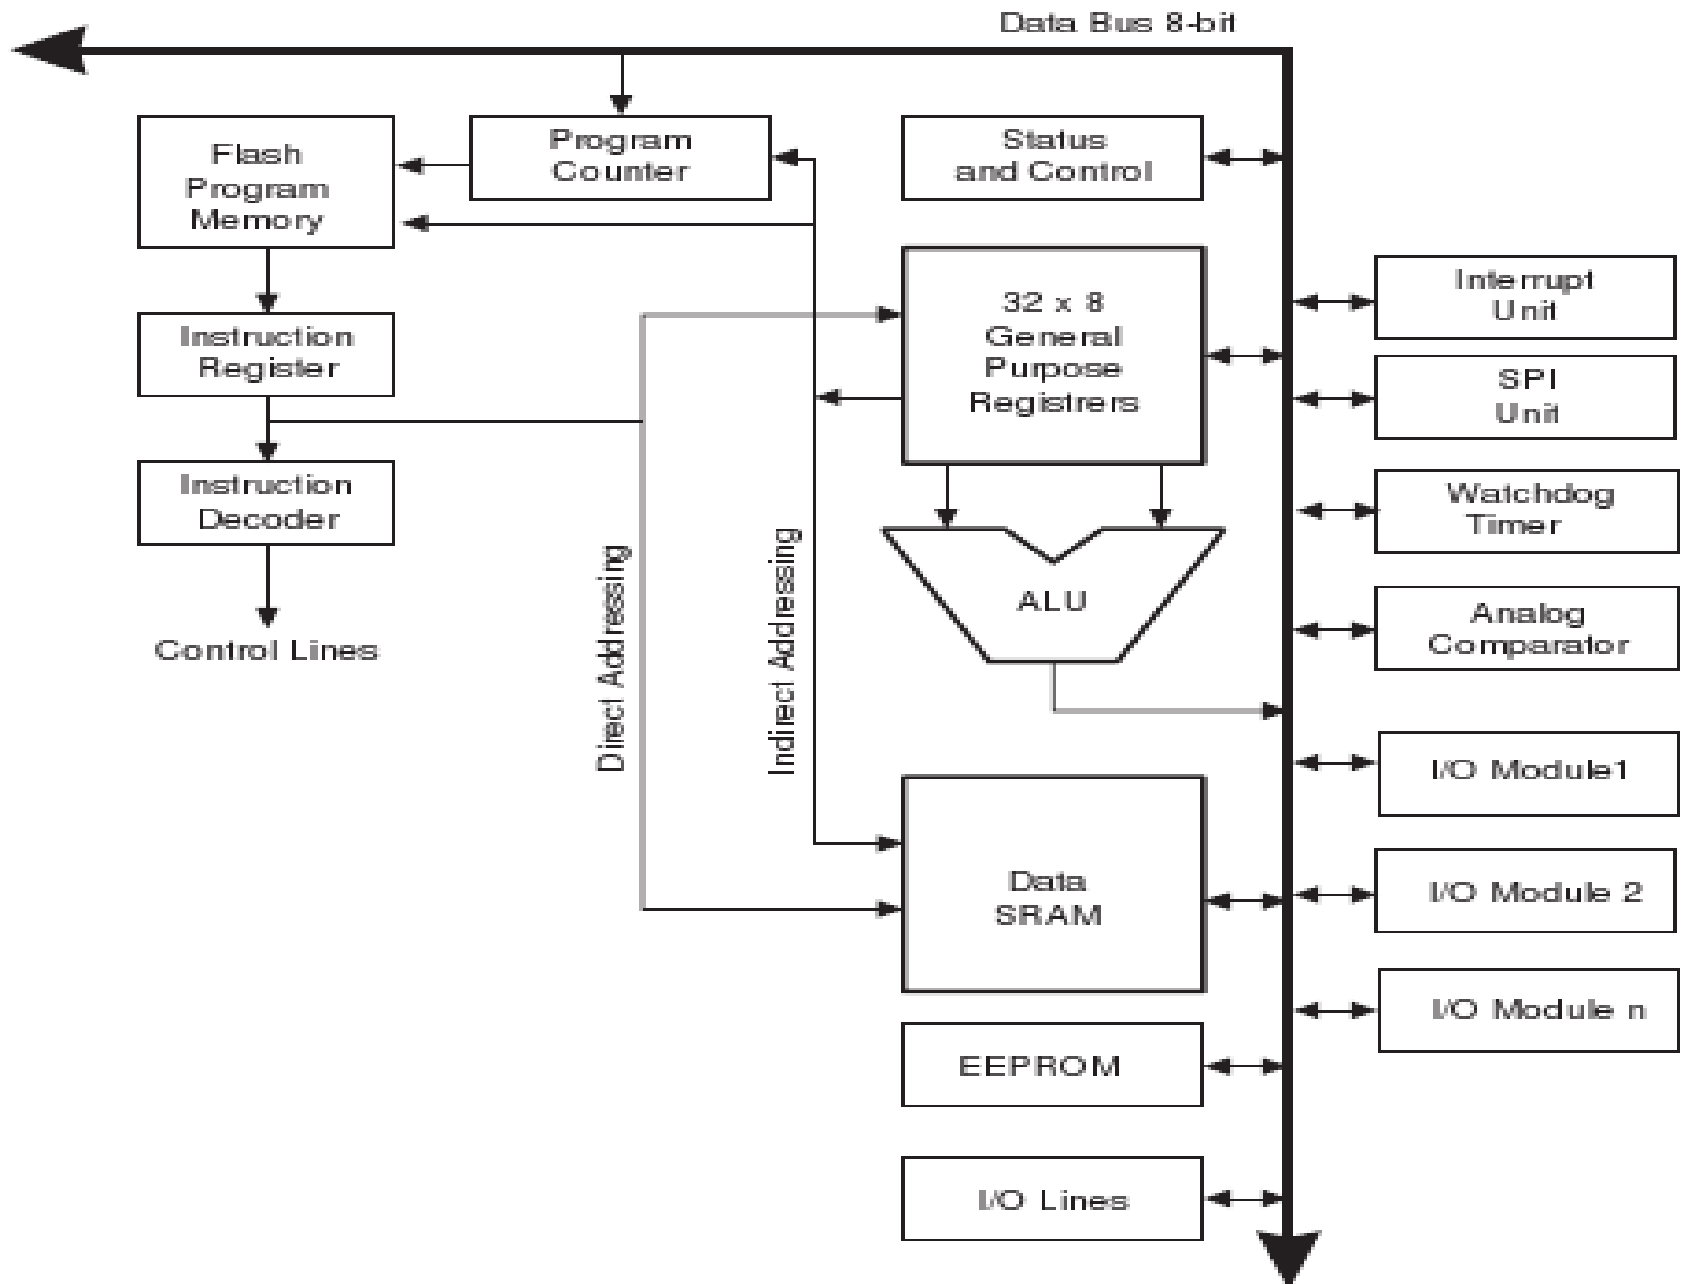 Data Bus 8-bit
Flash
Program
Memory
Program
Counter
Status
and Control
Instruction
Register
32 x 8
General
Purpose
Registrers
Interrupt
Unit
SPI
Unit
Instruction
Decoder
Watchdog
Timer
Control Lines
Direct Addressing
Indirect Addressing
ALU
Analog
Comparator
I/O Module1
Data
SRAM
I/O Module 2
I/O Module n
EEPROM
I/O Lines